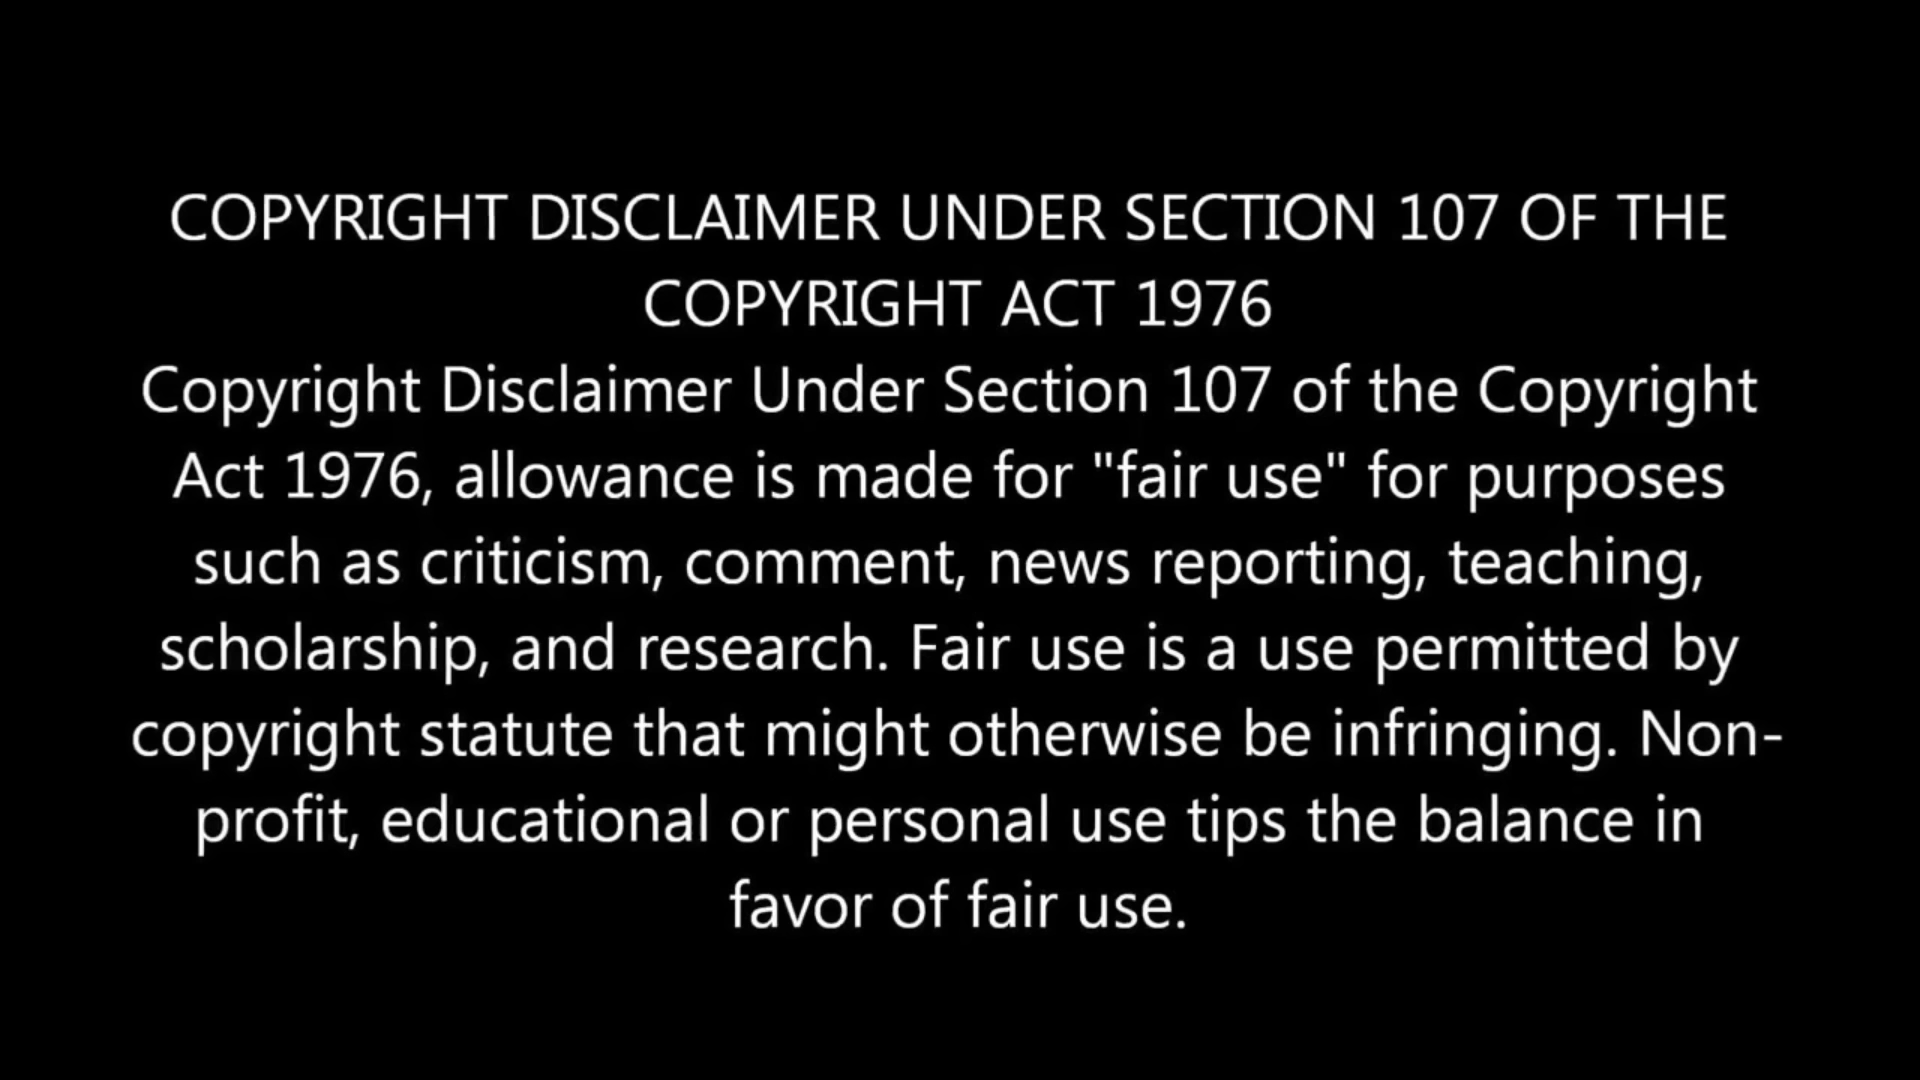 COPYRIGHT DISCLAIMER UNDER SECTION 107 OF THE
COPYRIGHT ACT 1976
Copyright Disclaimer Under Section 107 of the Copyright
Act 1976, allowance is made for "fair use" for purposes
such as criticism, comment, news reporting, teaching,
scholarship, and research. Fair use is a use permitted by
copyright statute that might otherwise be infringing. Non-
profit, educational or personal use tips the balance in
favor of fair use.